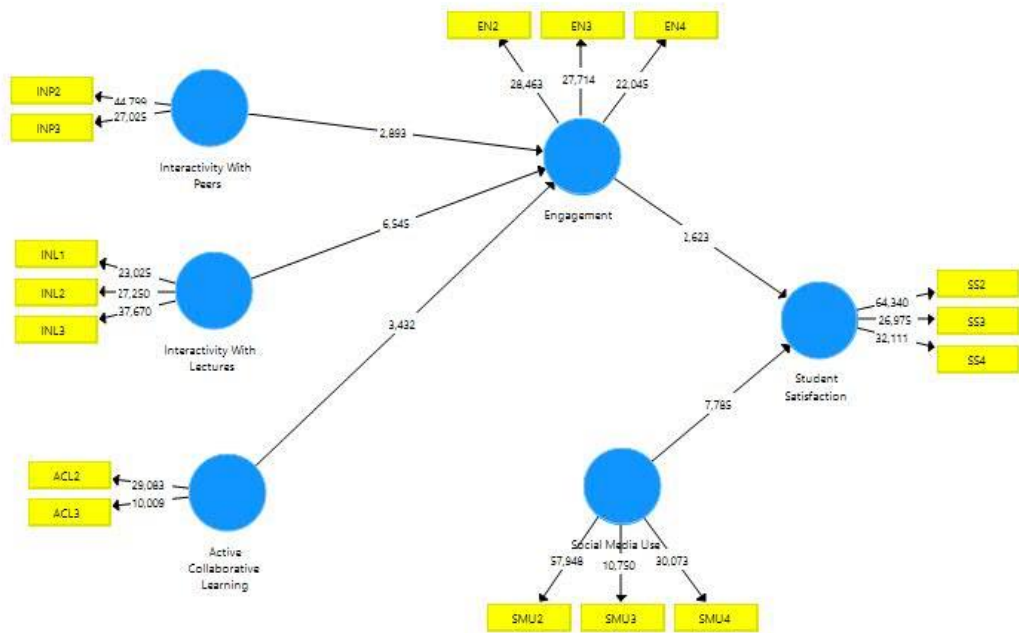 EN2
EN3
EN4
28,463
27,714
22,045
INP2
INP3
44,799
27,025
Interactivity With
Peers
2,893
Engagement
6,545
INL1
INL2
INL3
23,025
27,250
37,670
Interactivity With
Lectures
3,432
2,623
SS2
SS3
SS4
64,340
26,975
32,111
Student
Satisfaction
7,785
ACL2
ACL3
29,083
10,009
Active
Collaborative
Learning
Social Media Use
57,948
10,750
30,073
SMU2
SMU3
SMU4